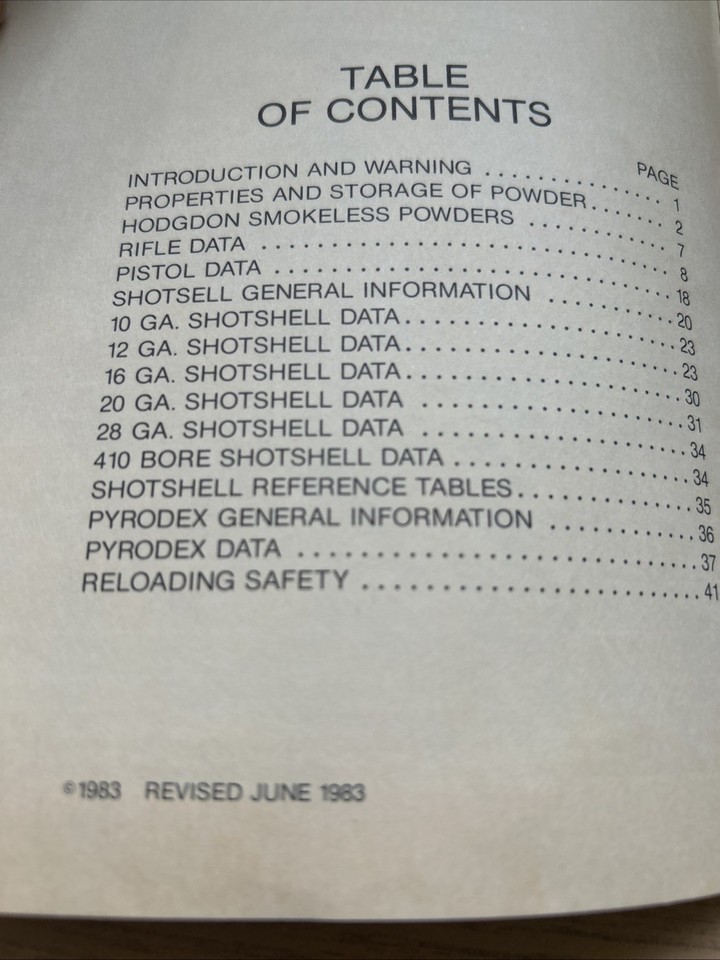 TABLE
OF CONTENTS
PAGE
INTRODUCTION AND WARNING ................ 1
PROPERTIES AND STORAGE OF POWDER....... 2
HODGDON SMOKELESS POWDERS ............. 7
RIFLE DATA ................................ 8
PISTOL DATA ............................... 18
SHOTSELL GENERAL INFORMATION .......... 20
10 GA. SHOTSHELL DATA..................... 23
12 GA. SHOTSHELL DATA..................... 23
16 GA. SHOTSHELL DATA..................... 30
20 GA. SHOTSHELL DATA .................... 31
28 GA. SHOTSHELL DATA .................... 34
410 BORE SHOTSHELL DATA .................. 34
SHOTSHELL REFERENCE TABLES.............. 35
PYRODEX GENERAL INFORMATION ............ 36
PYRODEX DATA ............................. 37
RELOADING SAFETY ......................... 41
©1983 REVISED JUNE 1983